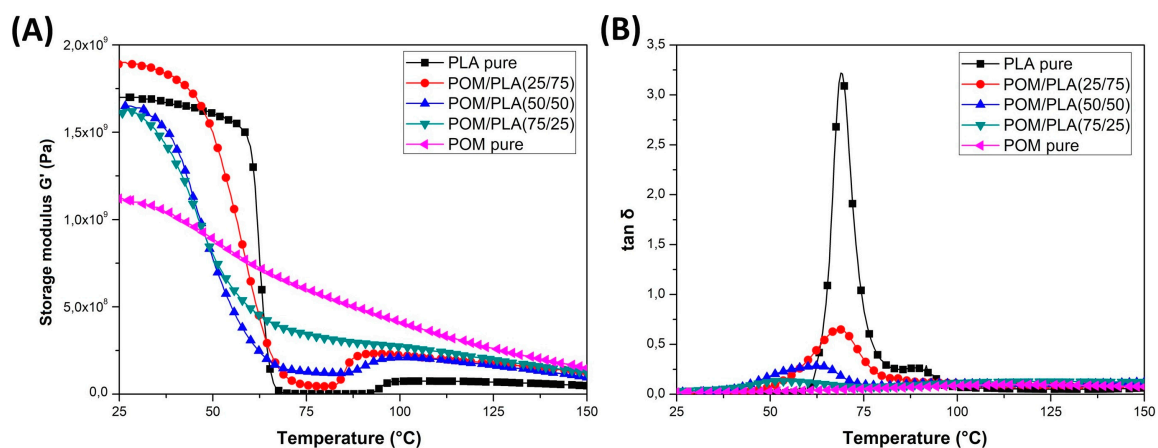 (A)
2,0x10⁹
1,5x10⁹
1,0x10⁹
5,0x10⁸
0,0
Storage modulus G' (Pa)
PLA pure
POM/PLA(25/75)
POM/PLA(50/50)
POM/PLA(75/25)
POM pure
25
50
75
100
125
150
Temperature (°C)
(B)
3,5
3,0
2,5
2,0
1,5
1,0
0,5
0,0
tan δ
PLA pure
POM/PLA(25/75)
POM/PLA(50/50)
POM/PLA(75/25)
POM pure
25
50
75
100
125
150
Temperature (°C)